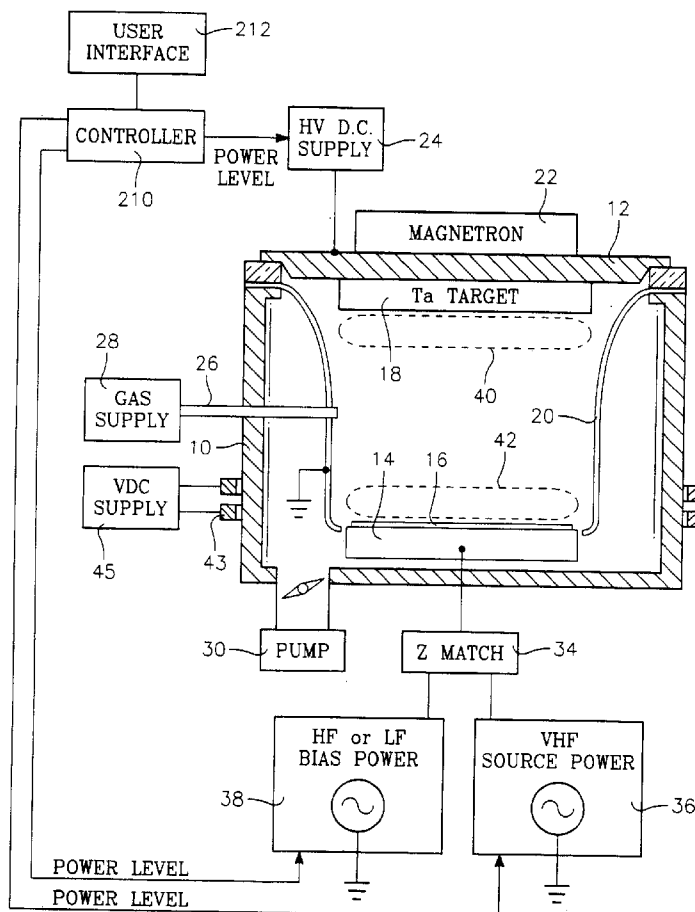 212
USER
INTERFACE
CONTROLLER
210
POWER
LEVEL
HV D.C.
SUPPLY
24
22
12
MAGNETRON
Ta TARGET
18
40
20
28
26
GAS
SUPPLY
10
VDC
SUPPLY
45
43
14
16
42
30
PUMP
Z MATCH
34
HF or LF
BIAS POWER
38
VHF
SOURCE POWER
36
POWER LEVEL
POWER LEVEL